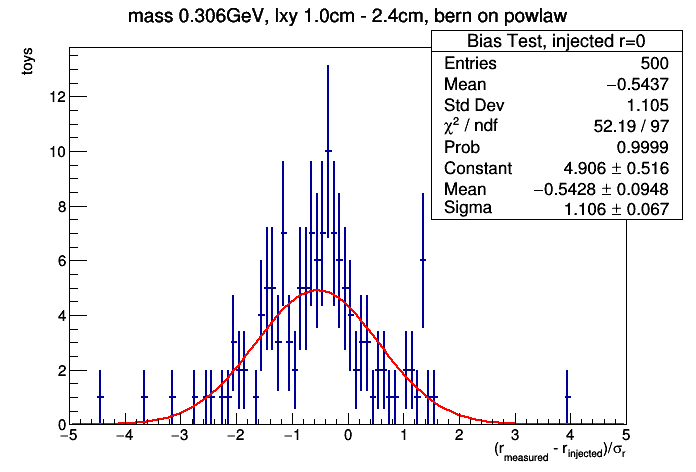 mass 0.306GeV, lxy 1.0cm - 2.4cm, bern on powlaw
toys
Bias Test, injected r=0
Entries 500
Mean −0.5437
Std Dev 1.105
χ² / ndf 52.19 / 97
Prob 0.9999
Constant 4.906 ± 0.516
Mean −0.5428 ± 0.0948
Sigma 1.106 ± 0.067
12
10
8
6
4
2
0
−5 −4 −3 −2 −1 0 1 2 3 4 5
(r_measured - r_injected)/σ_r